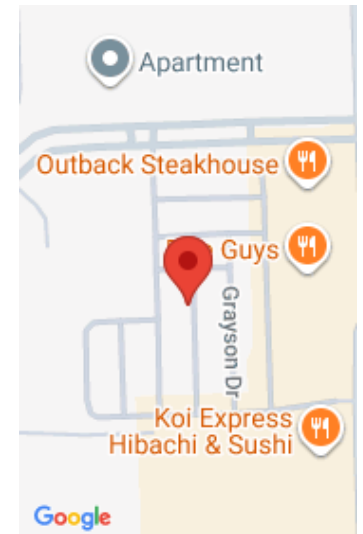 Apartment
Outback Steakhouse
Guys
Grayson Dr
Koi Express
Hibachi & Sushi
Google